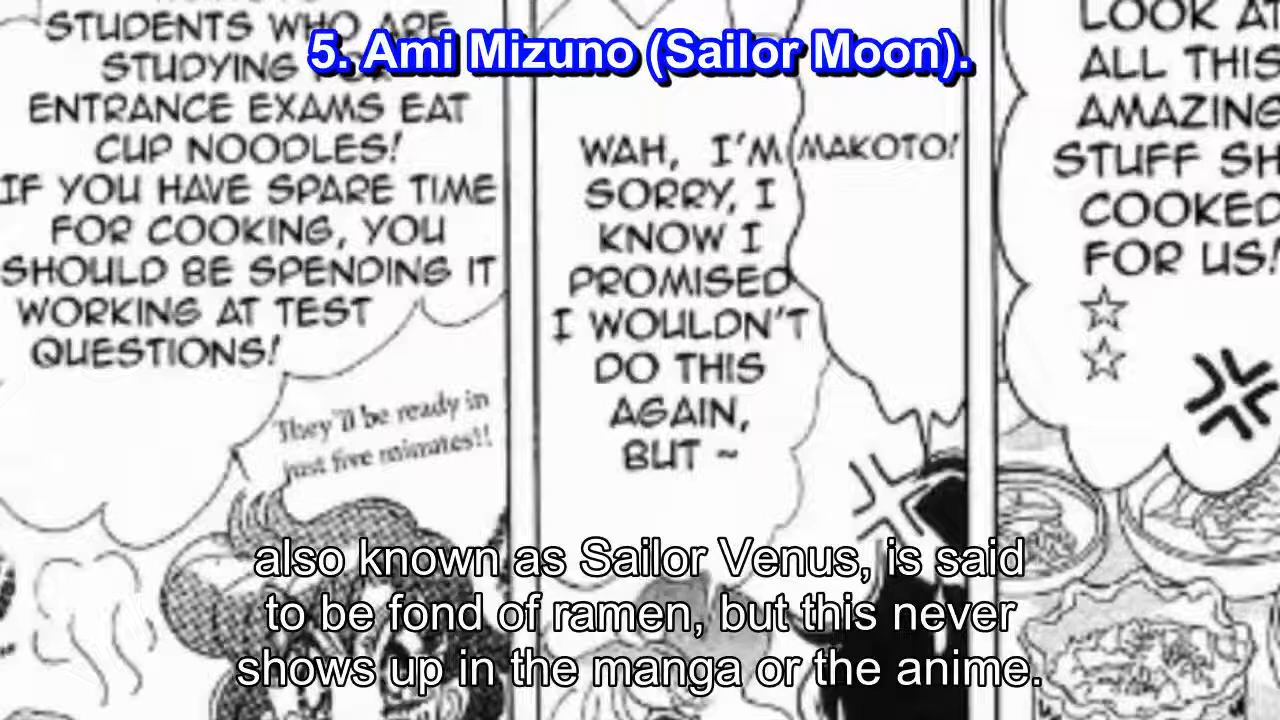 5. Ami Mizuno (Sailor Moon).
STUDENTS WHO ARE
STUDYING
ENTRANCE EXAMS EAT
CUP NOODLES!
IF YOU HAVE SPARE TIME
FOR COOKING, YOU
SHOULD BE SPENDING IT
WORKING AT TEST
QUESTIONS!
They'll be ready in
just five minutes!!
WAH, I'M
SORRY, I
KNOW I
PROMISED
I WOULDN'T
DO THIS
AGAIN,
BUT ~
MAKOTO!
LOOK AT
ALL THIS
AMAZING
STUFF SH
COOKED
FOR US!
☆
☆
also known as Sailor Venus, is said
to be fond of ramen, but this never
shows up in the manga or the anime.